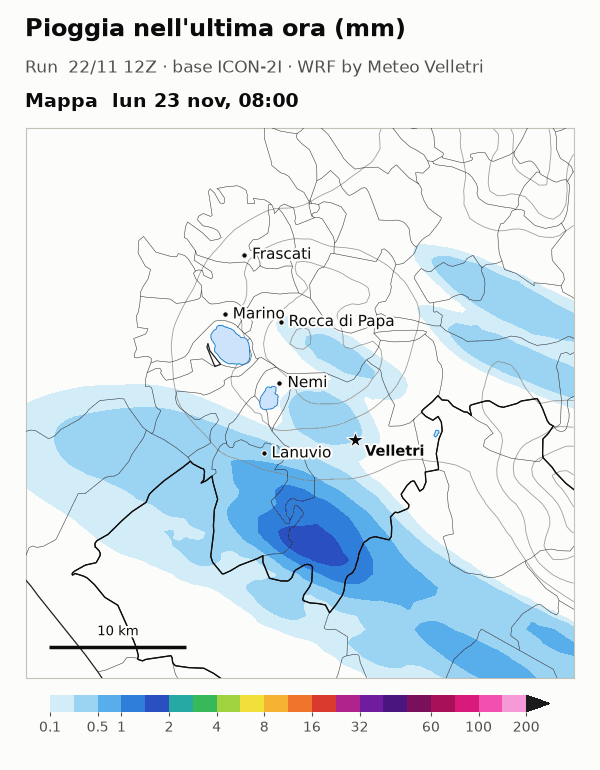 Pioggia nell'ultima ora (mm)
Run  22/11 12Z · base ICON-2I · WRF by Meteo Velletri
Mappa  lun 23 nov, 08:00
Frascati
Marino
Rocca di Papa
Nemi
Velletri
Lanuvio
10 km
0.1 0.5 1 2 4 8 16 32 60 100 200